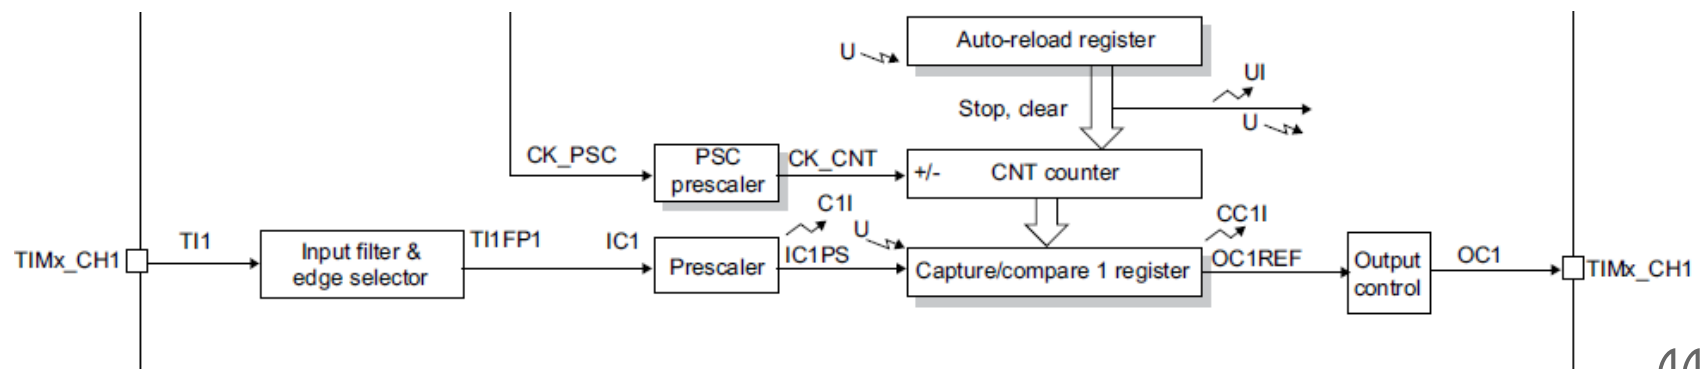 Auto-reload register
U
UI
Stop, clear
U
CK_PSC
PSC
prescaler
CK_CNT
+/-
CNT counter
C1I
CC1I
TIMx_CH1
TI1
Input filter &
edge selector
TI1FP1
IC1
Prescaler
IC1PS
U
Capture/compare 1 register
OC1REF
Output
control
OC1
TIMx_CH1